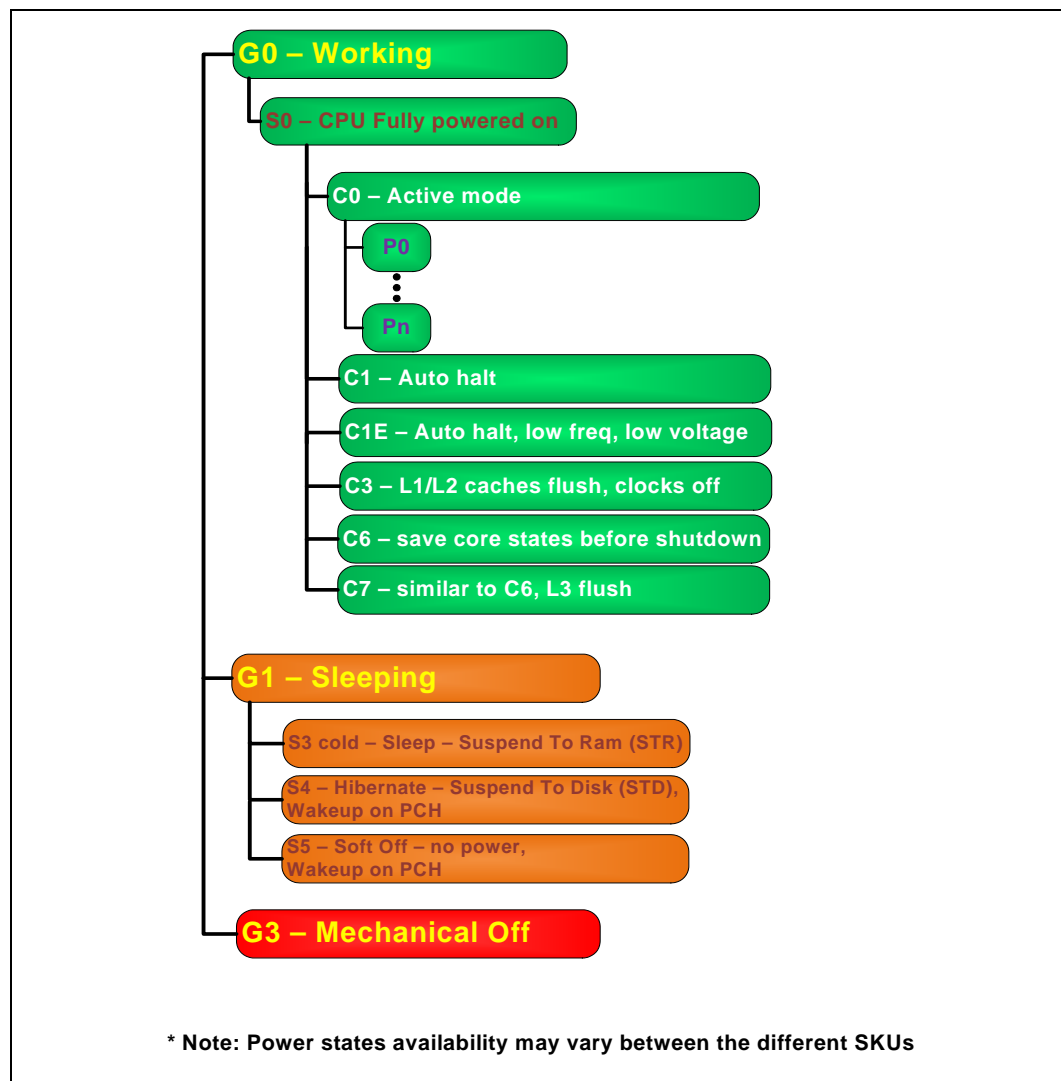 G0 – Working
S0 – CPU Fully powered on
C0 – Active mode
P0
Pn
C1 – Auto halt
C1E – Auto halt, low freq, low voltage
C3 – L1/L2 caches flush, clocks off
C6 – save core states before shutdown
C7 – similar to C6, L3 flush
G1 – Sleeping
S3 cold – Sleep – Suspend To Ram (STR)
S4 – Hibernate – Suspend To Disk (STD),
Wakeup on PCH
S5 – Soft Off – no power,
Wakeup on PCH
G3 – Mechanical Off
* Note: Power states availability may vary between the different SKUs